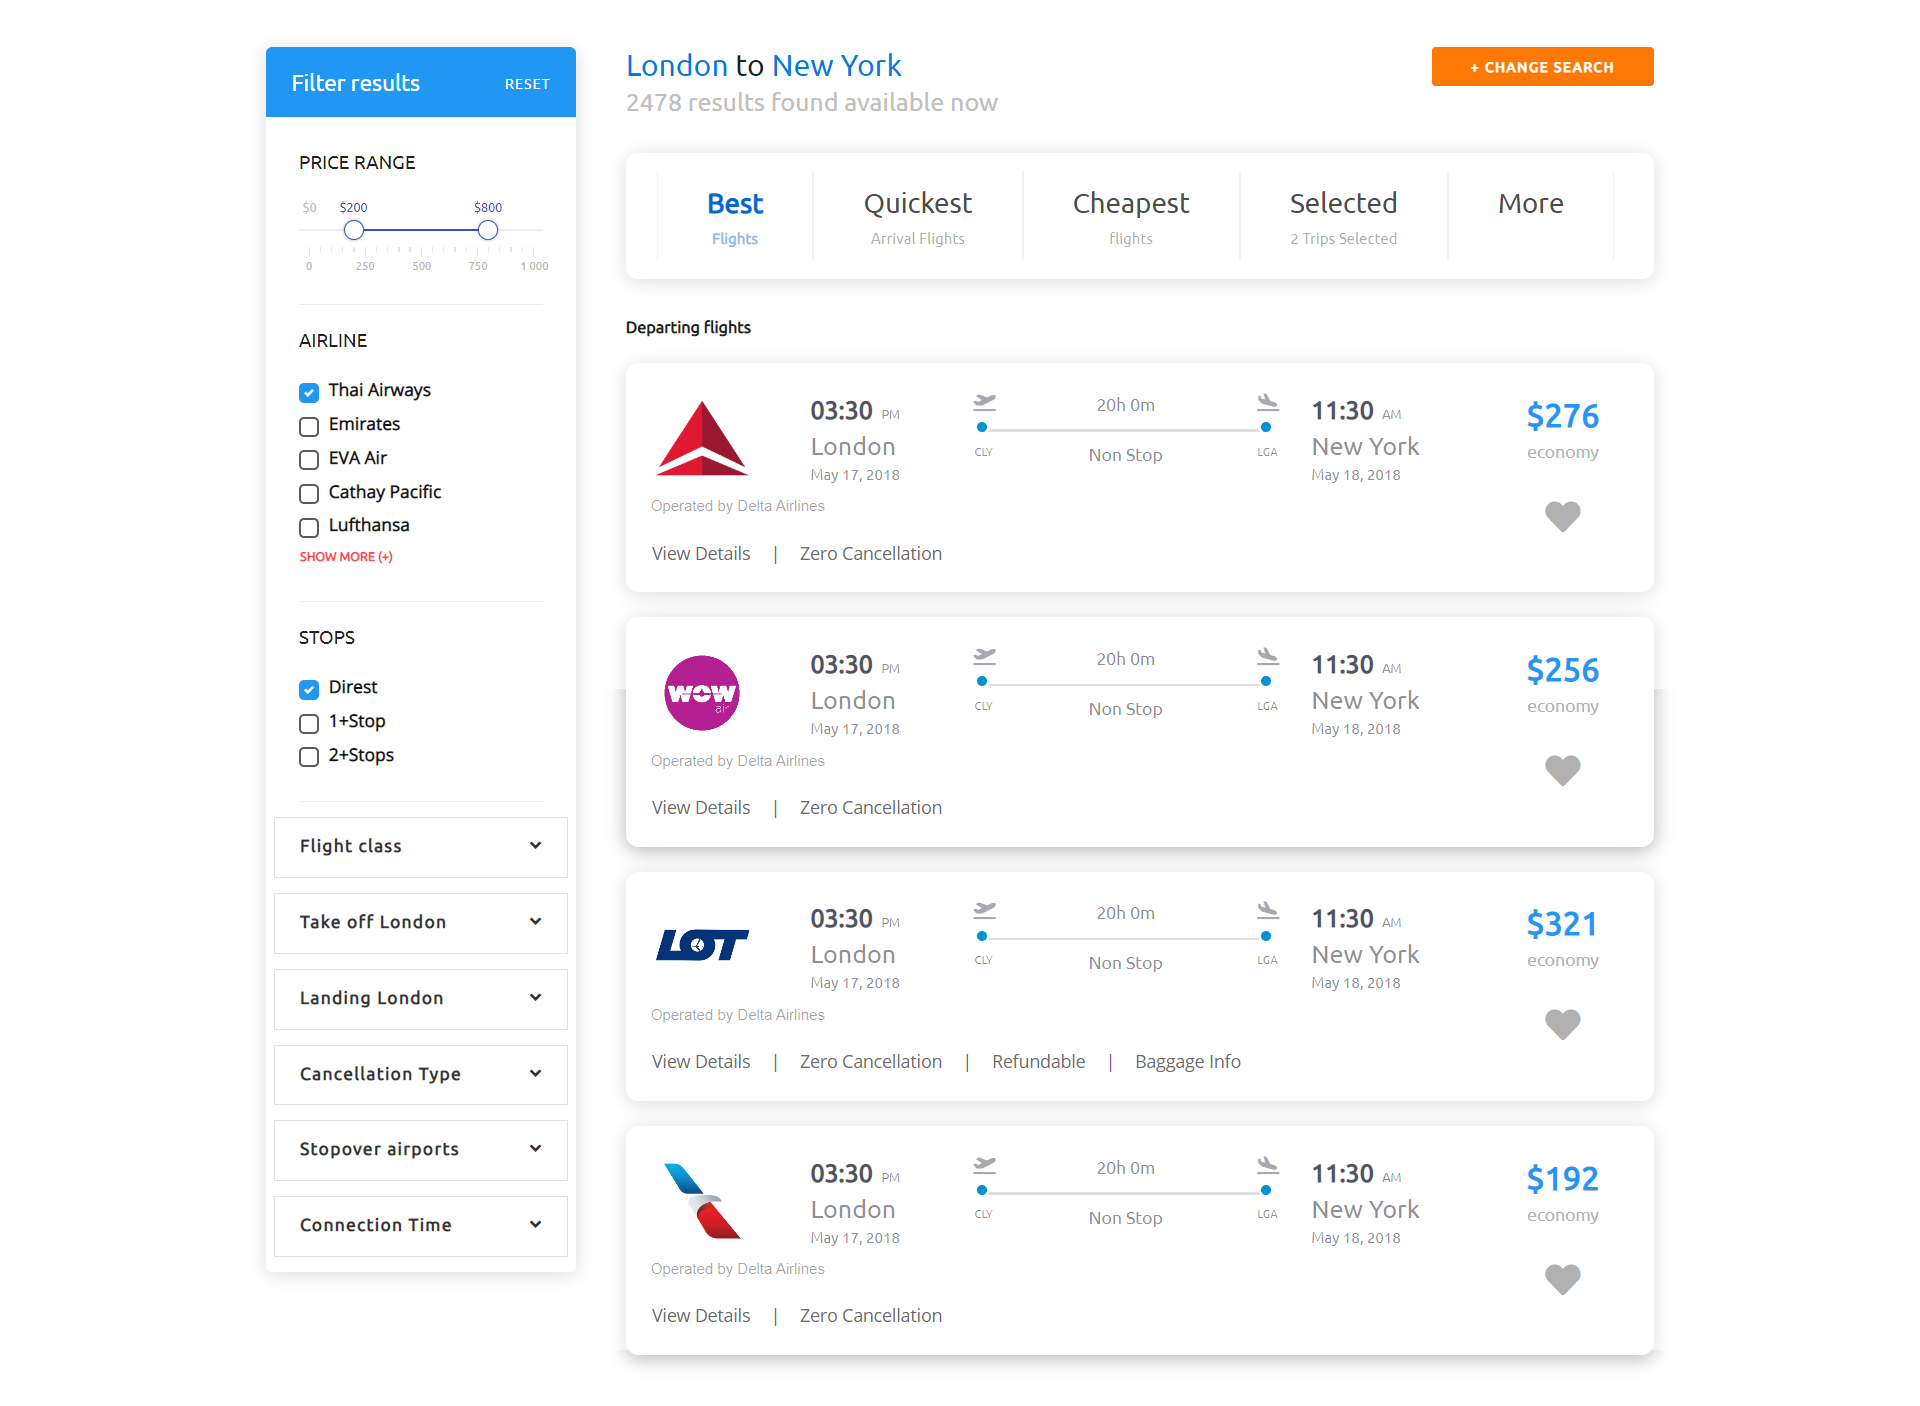 Filter results
RESET
PRICE RANGE
$0 $200 $800
0 250 500 750 1 000
AIRLINE
Thai Airways
Emirates
EVA Air
Cathay Pacific
Lufthansa
SHOW MORE (+)
STOPS
Direst
1+Stop
2+Stops
Flight class
Take off London
Landing London
Cancellation Type
Stopover airports
Connection Time
London to New York
2478 results found available now
+ CHANGE SEARCH
Best
Flights
Quickest
Arrival Flights
Cheapest
flights
Selected
2 Trips Selected
More
Departing flights
03:30 PM
London
May 17, 2018
20h 0m
CLY
Non Stop
LGA
11:30 AM
New York
May 18, 2018
$276
economy
Operated by Delta Airlines
View Details | Zero Cancellation
wow
air
03:30 PM
London
May 17, 2018
20h 0m
CLY
Non Stop
LGA
11:30 AM
New York
May 18, 2018
$256
economy
Operated by Delta Airlines
View Details | Zero Cancellation
LOT
03:30 PM
London
May 17, 2018
20h 0m
CLY
Non Stop
LGA
11:30 AM
New York
May 18, 2018
$321
economy
Operated by Delta Airlines
View Details | Zero Cancellation | Refundable | Baggage Info
03:30 PM
London
May 17, 2018
20h 0m
CLY
Non Stop
LGA
11:30 AM
New York
May 18, 2018
$192
economy
Operated by Delta Airlines
View Details | Zero Cancellation